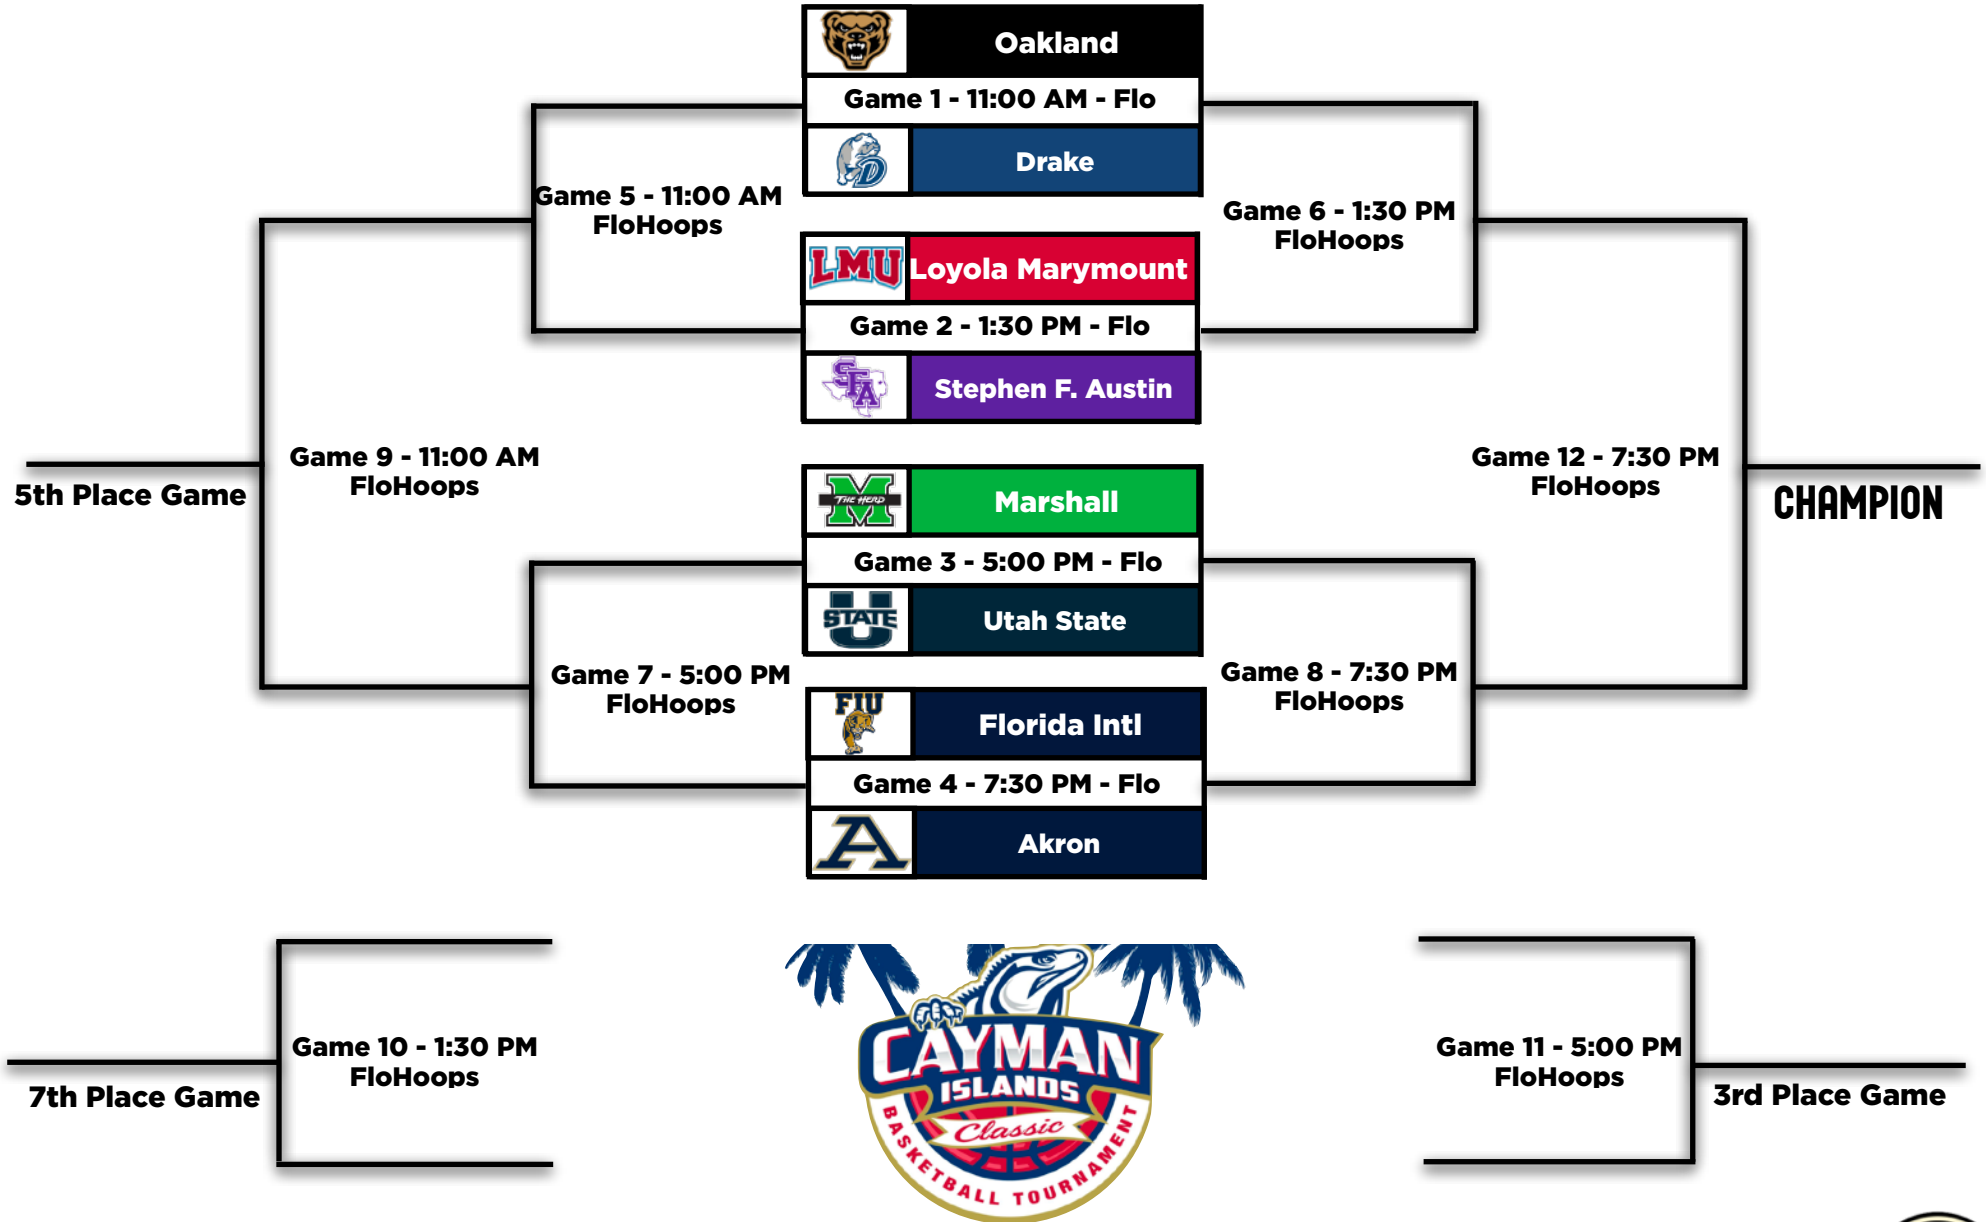 Oakland
Game 1 - 11:00 AM - Flo
Drake
Game 5 - 11:00 AM
FloHoops
Game 6 - 1:30 PM
FloHoops
LMU
Loyola Marymount
Game 2 - 1:30 PM - Flo
SFA
Stephen F. Austin
Game 9 - 11:00 AM
FloHoops
5th Place Game
Game 12 - 7:30 PM
FloHoops
CHAMPION
M
THE HERD
Marshall
Game 3 - 5:00 PM - Flo
U
STATE
Utah State
Game 7 - 5:00 PM
FloHoops
Game 8 - 7:30 PM
FloHoops
FIU
Florida Intl
Game 4 - 7:30 PM - Flo
A
Akron
D
Game 10 - 1:30 PM
FloHoops
7th Place Game
CAYMAN
ISLANDS
Classic
BASKETBALL TOURNAMENT
Game 11 - 5:00 PM
FloHoops
3rd Place Game